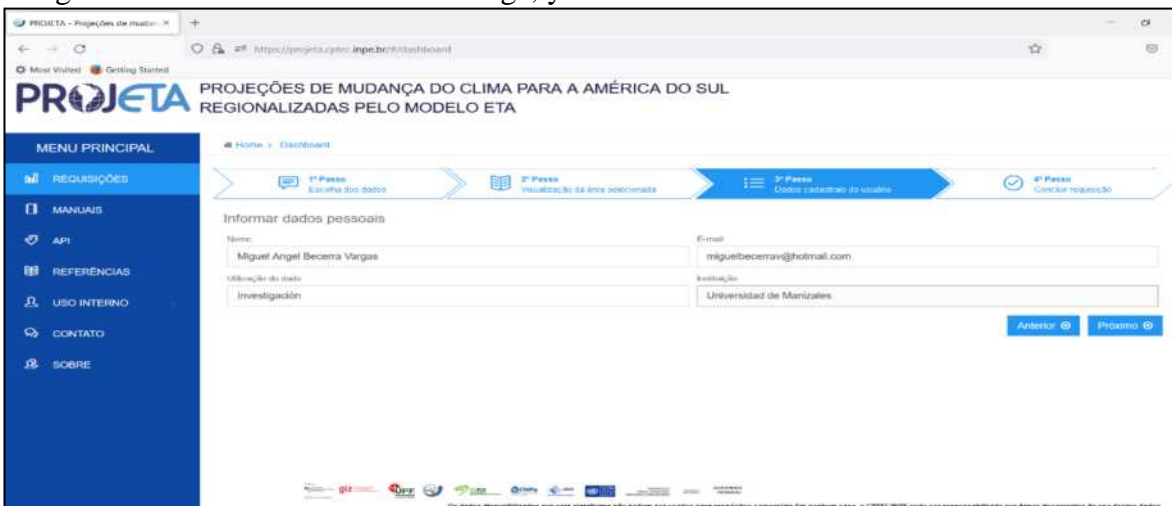 PROJETA - Projeções de mudan
https://projeta.cptec.inpe.br/#/dashboard
Most Visited Getting Started
PROJETA
PROJEÇÕES DE MUDANÇA DO CLIMA PARA A AMÉRICA DO SUL
REGIONALIZADAS PELO MODELO ETA
MENU PRINCIPAL
Home > Dashboard
REQUISIÇÕES
1º Passo
Escolha dos dados
2º Passo
Visualização da área selecionada
3º Passo
Dados cadastrais do usuário
4º Passo
Concluir requisição
MANUAIS
API
REFERÊNCIAS
USO INTERNO
CONTATO
SOBRE
Informar dados pessoais
Nome
E-mail
Miguel Angel Becerra Vargas
miguelbecerrav@hotmail.com
Utilização do dado
Instituição
Investigación
Universidad de Manizales
Anterior
Próximo
giz